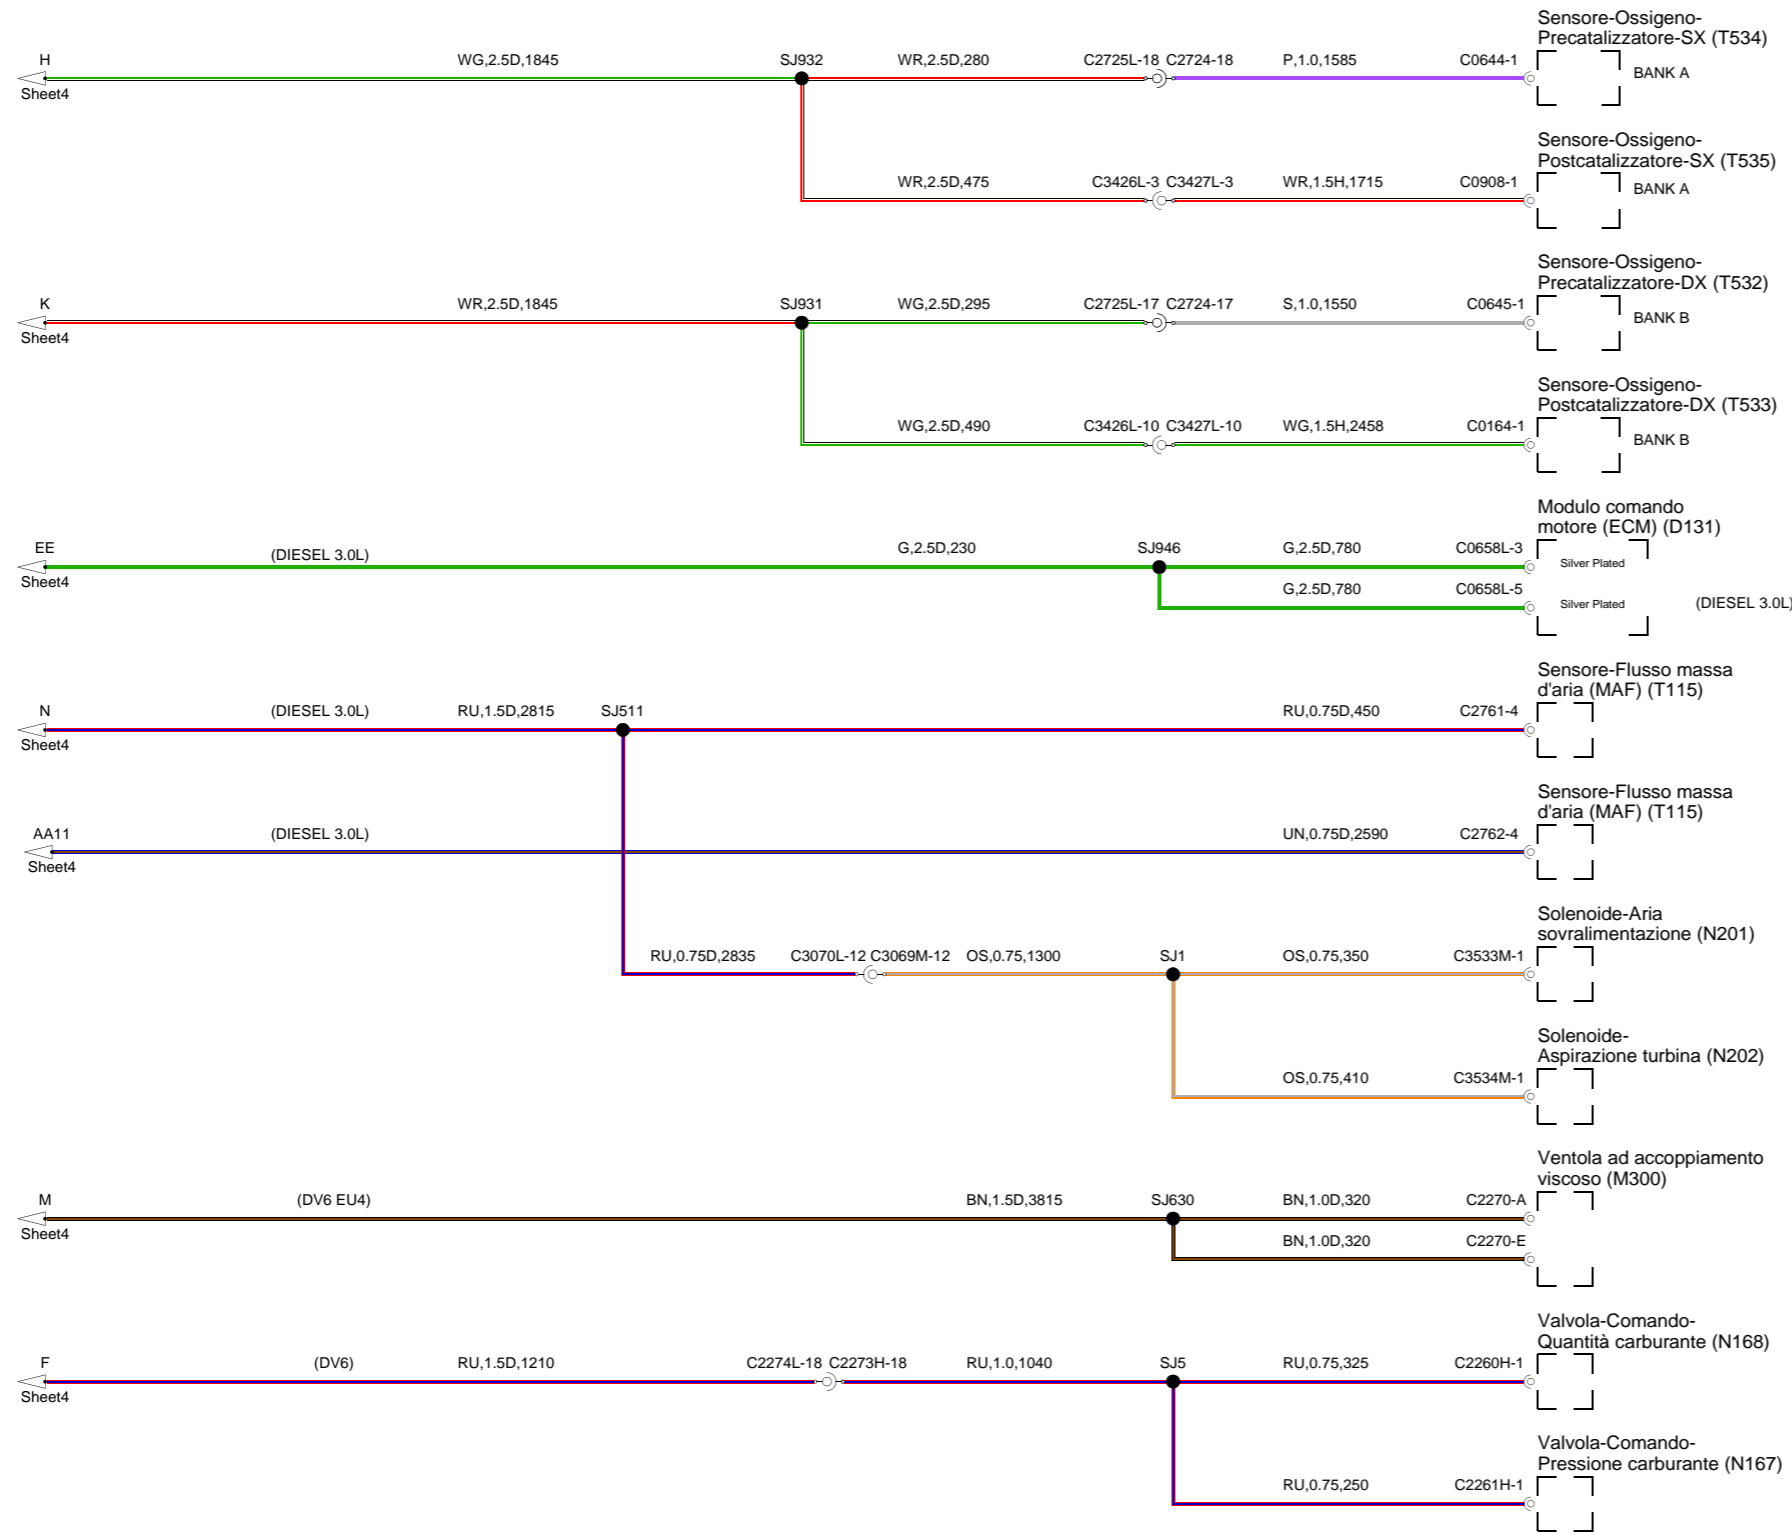 Sensore-Ossigeno-
Precatalizzatore-SX (T534)
H
WG,2.5D,1845
SJ932
WR,2.5D,280
C2725L-18 C2724-18
P,1.0,1585
C0644-1
BANK A
Sheet4
Sensore-Ossigeno-
Postcatalizzatore-SX (T535)
WR,2.5D,475
C3426L-3 C3427L-3
WR,1.5H,1715
C0908-1
BANK A
Sensore-Ossigeno-
Precatalizzatore-DX (T532)
K
WR,2.5D,1845
SJ931
WG,2.5D,295
C2725L-17 C2724-17
S,1.0,1550
C0645-1
BANK B
Sheet4
Sensore-Ossigeno-
Postcatalizzatore-DX (T533)
WG,2.5D,490
C3426L-10 C3427L-10
WG,1.5H,2458
C0164-1
BANK B
Modulo comando
motore (ECM) (D131)
EE
(DIESEL 3.0L)
G,2.5D,230
SJ946
G,2.5D,780
C0658L-3
Silver Plated
Sheet4
G,2.5D,780
C0658L-5
Silver Plated
(DIESEL 3.0L)
Sensore-Flusso massa
d'aria (MAF) (T115)
N
(DIESEL 3.0L)
RU,1.5D,2815
SJ511
RU,0.75D,450
C2761-4
Sheet4
Sensore-Flusso massa
d'aria (MAF) (T115)
AA11
(DIESEL 3.0L)
UN,0.75D,2590
C2762-4
Sheet4
Solenoide-Aria
sovralimentazione (N201)
RU,0.75D,2835
C3070L-12 C3069M-12
OS,0.75,1300
SJ1
OS,0.75,350
C3533M-1
Solenoide-
Aspirazione turbina (N202)
OS,0.75,410
C3534M-1
Ventola ad accoppiamento
viscoso (M300)
M
(DV6 EU4)
BN,1.5D,3815
SJ630
BN,1.0D,320
C2270-A
Sheet4
BN,1.0D,320
C2270-E
Valvola-Comando-
Quantità carburante (N168)
F
(DV6)
RU,1.5D,1210
C2274L-18 C2273H-18
RU,1.0,1040
SJ5
RU,0.75,325
C2260H-1
Sheet4
Valvola-Comando-
Pressione carburante (N167)
RU,0.75,250
C2261H-1